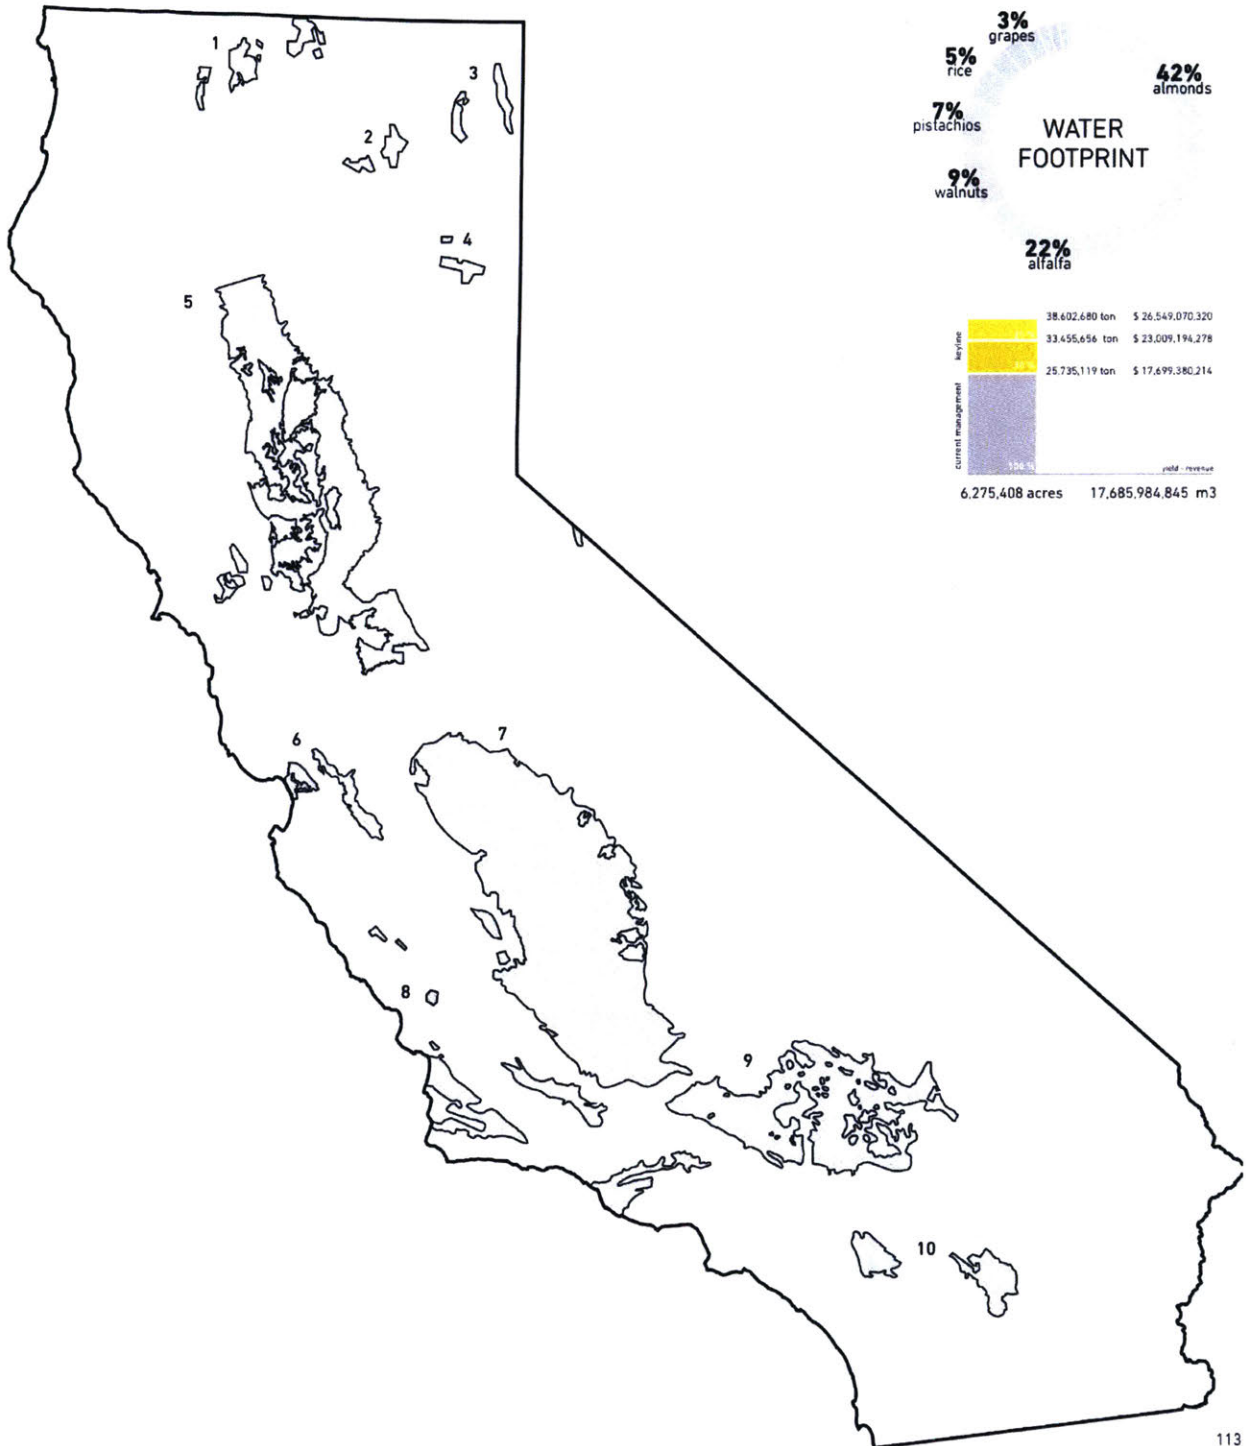 1
2
3
4
5
6
7
8
9
10
3%
grapes
5%
rice
7%
pistachios
9%
walnuts
22%
alfalfa
42%
almonds
WATER
FOOTPRINT
38.602,680 ton $ 26,549,070,320
33.455,656 ton $ 23,009,194,278
25,735,119 ton $ 17,699,380,214
keyline
current management
100 %
yield - revenue
6,275,408 acres 17,685,984,845 m3
113